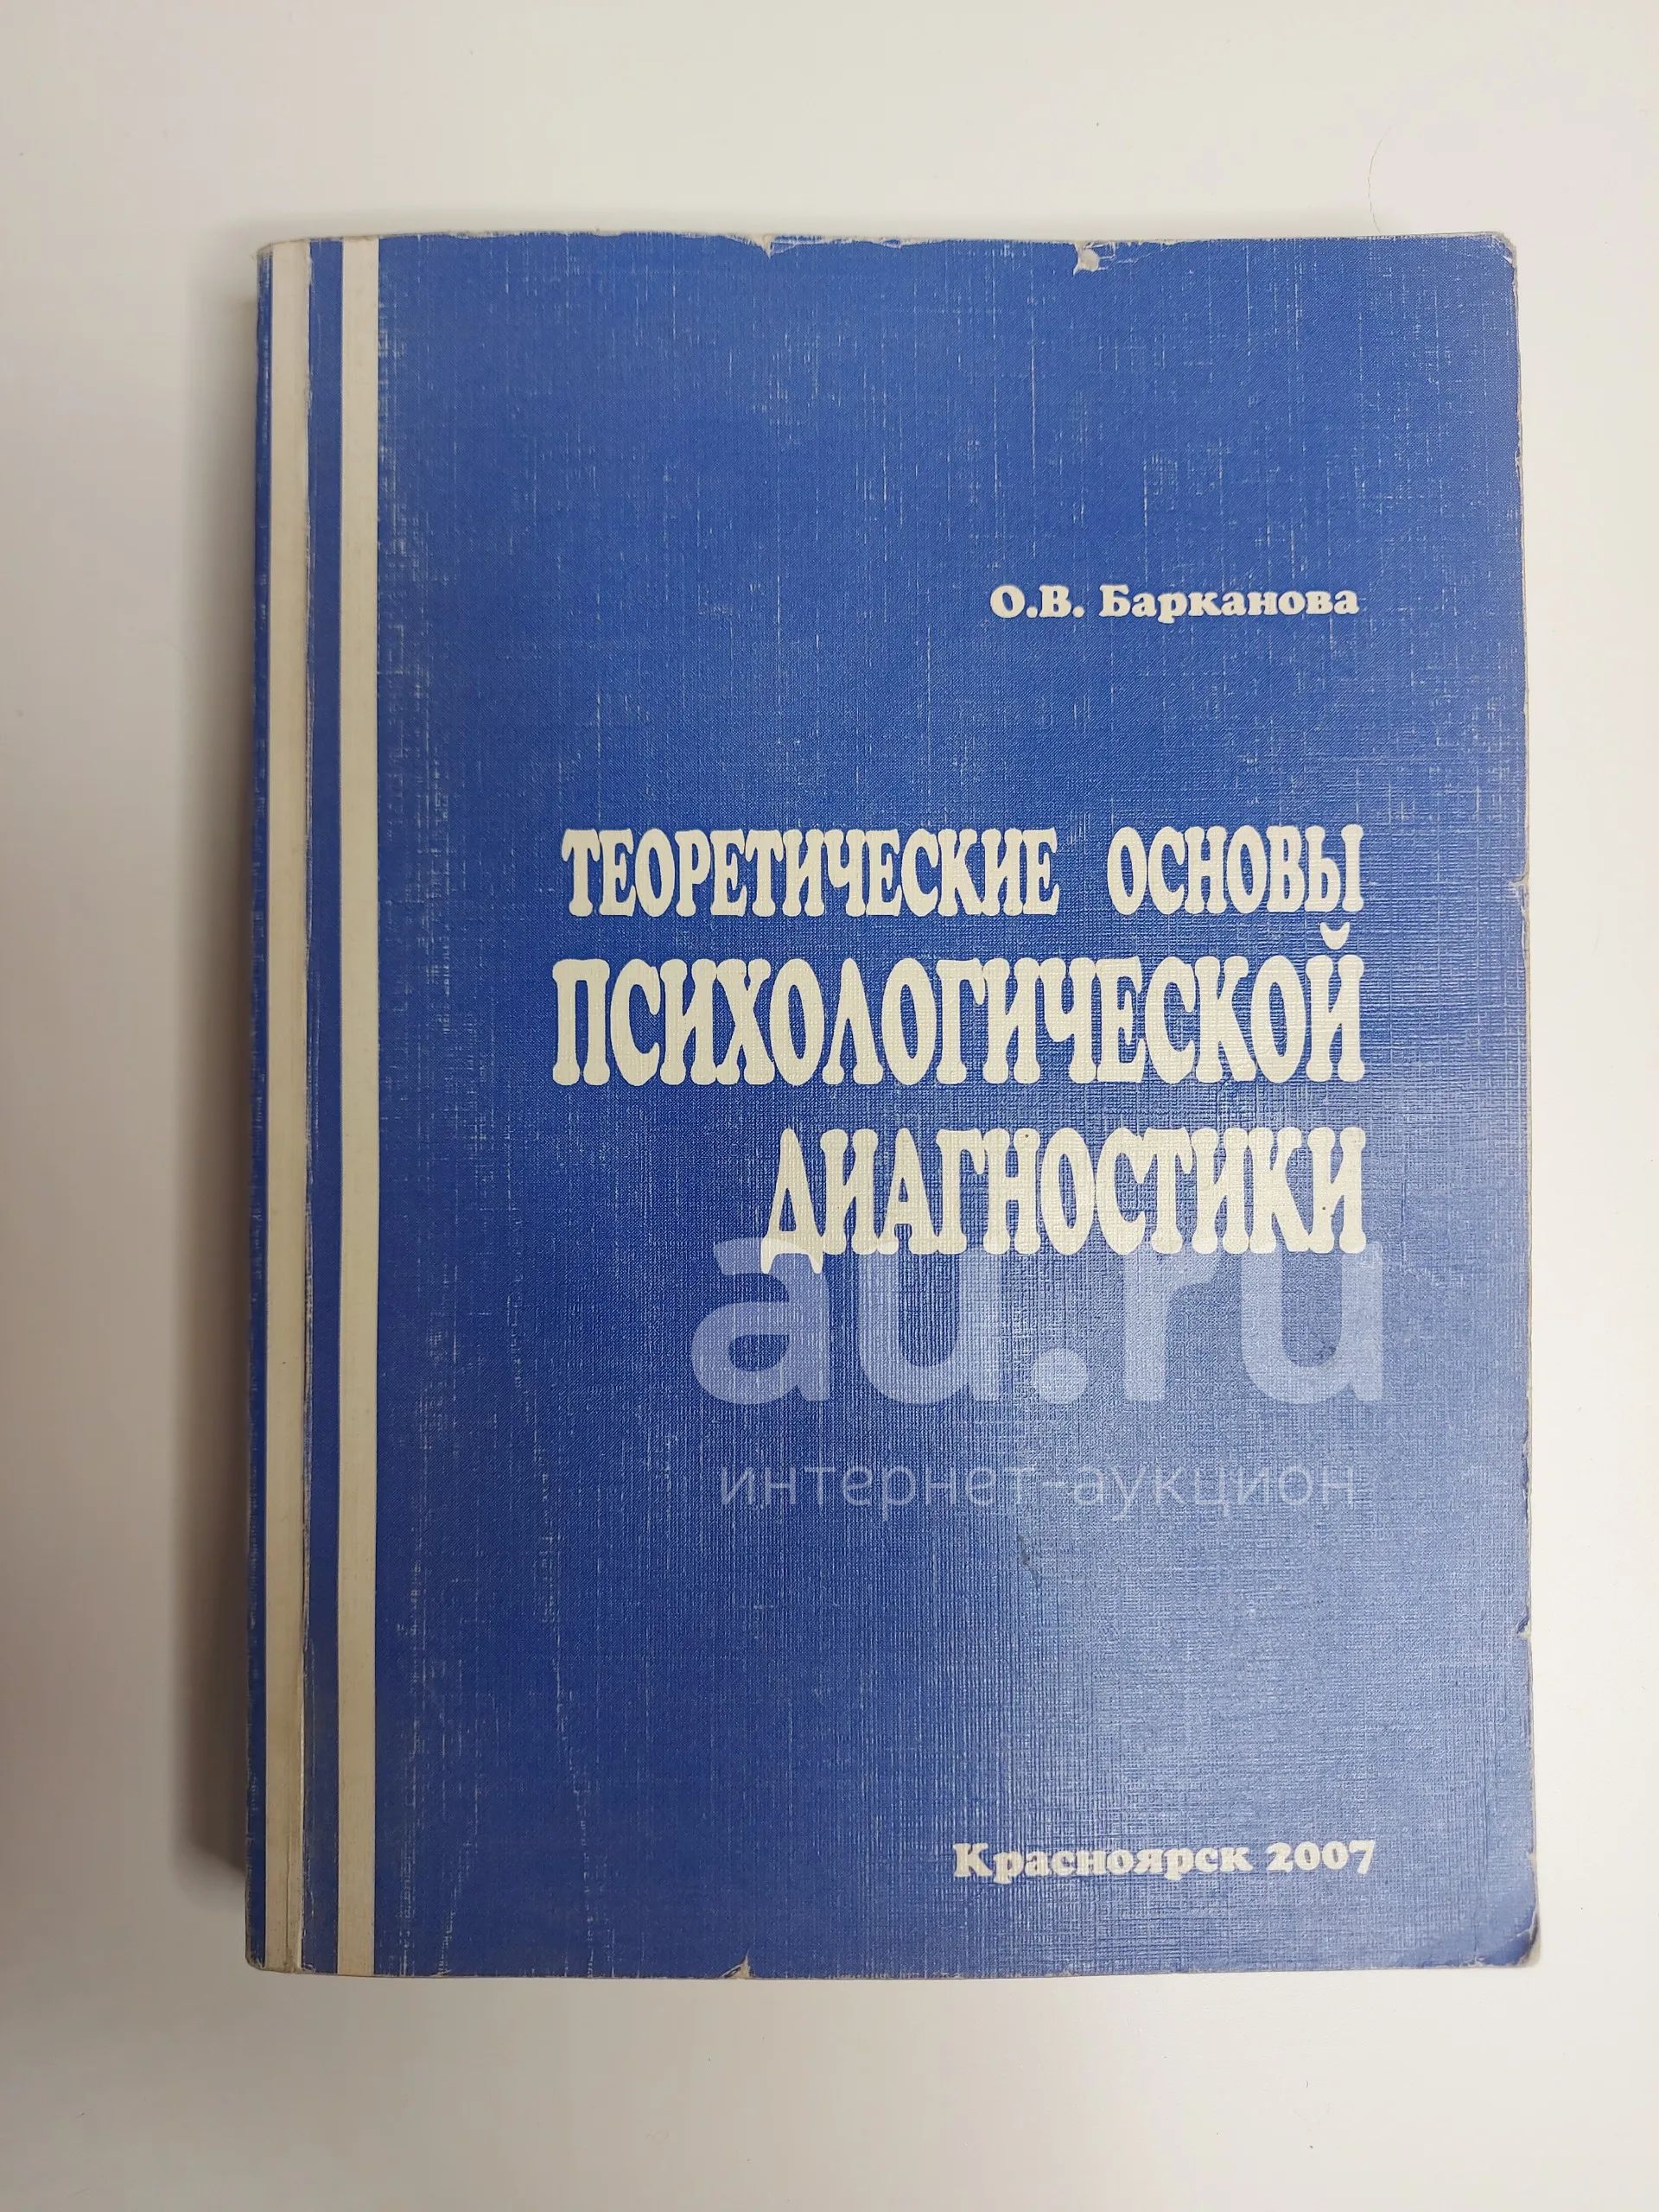 О.В. Барканова
ТЕОРЕТИЧЕСКИЕ ОСНОВЫ
ПСИХОЛОГИЧЕСКОЙ
ДИАГНОСТИКИ
au.ru
интернет-аукцион
Красноярск 2007